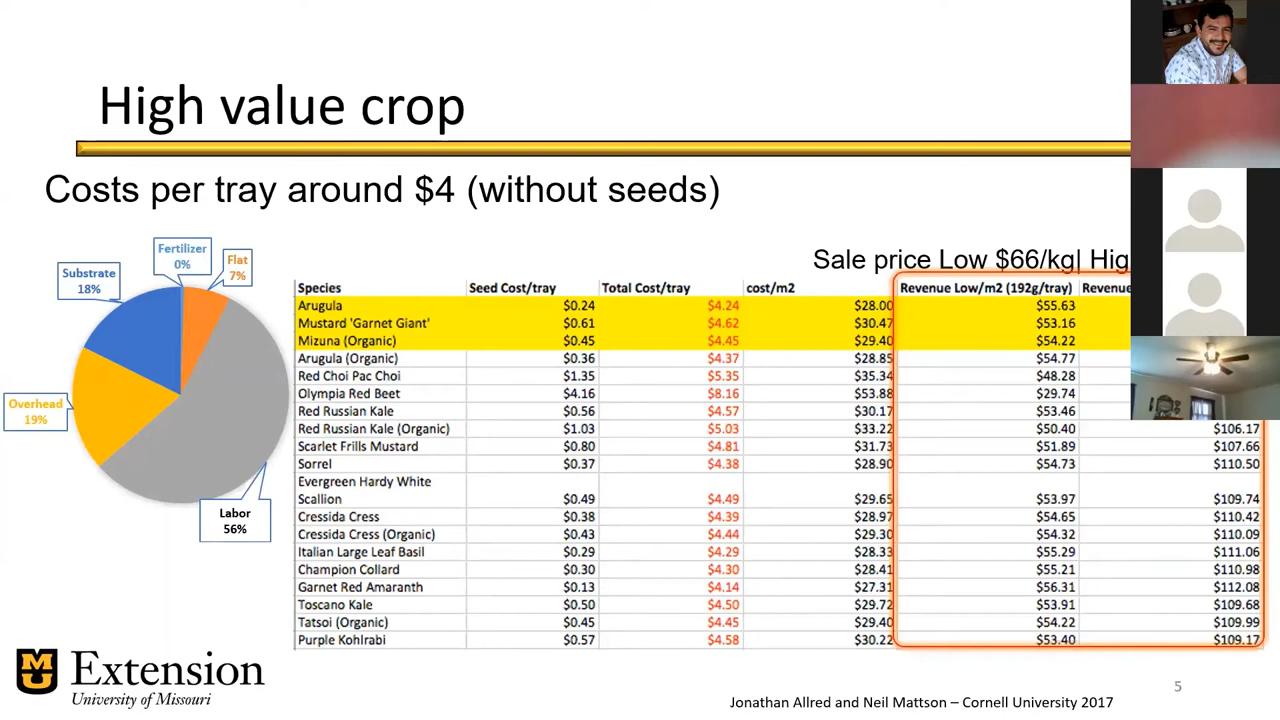 High value crop
Costs per tray around $4 (without seeds)
Sale price Low $66/kg|
Fertilizer
0%
Flat
7%
Substrate
18%
Overhead
19%
Labor
56%
Species Seed Cost/tray Total Cost/tray cost/m2 Revenue Low/m2 (192g/tray) Revenue
Arugula $0.24 $4.24 $28.00 $55.63
Mustard 'Garnet Giant' $0.61 $4.62 $30.47 $53.16
Mizuna (Organic) $0.45 $4.45 $29.40 $54.22
Arugula (Organic) $0.36 $4.37 $28.85 $54.77
Red Choi Pac Choi $1.35 $5.35 $35.34 $48.28
Olympia Red Beet $4.16 $8.16 $53.88 $29.74
Red Russian Kale $0.56 $4.57 $30.17 $53.46
Red Russian Kale (Organic) $1.03 $5.03 $33.22 $50.40 $106.17
Scarlet Frills Mustard $0.80 $4.81 $31.73 $51.89 $107.66
Sorrel $0.37 $4.38 $28.90 $54.73 $110.50
Evergreen Hardy White
Scallion $0.49 $4.49 $29.65 $53.97 $109.74
Cressida Cress $0.38 $4.39 $28.97 $54.65 $110.42
Cressida Cress (Organic) $0.43 $4.44 $29.30 $54.32 $110.09
Italian Large Leaf Basil $0.29 $4.29 $28.33 $55.29 $111.06
Champion Collard $0.30 $4.30 $28.41 $55.21 $110.98
Garnet Red Amaranth $0.13 $4.14 $27.31 $56.31 $112.08
Toscano Kale $0.50 $4.50 $29.72 $53.91 $109.68
Tatsoi (Organic) $0.45 $4.45 $29.40 $54.22 $109.99
Purple Kohlrabi $0.57 $4.58 $30.22 $53.40 $109.17
MU Extension
University of Missouri
5
Jonathan Allred and Neil Mattson – Cornell University 2017